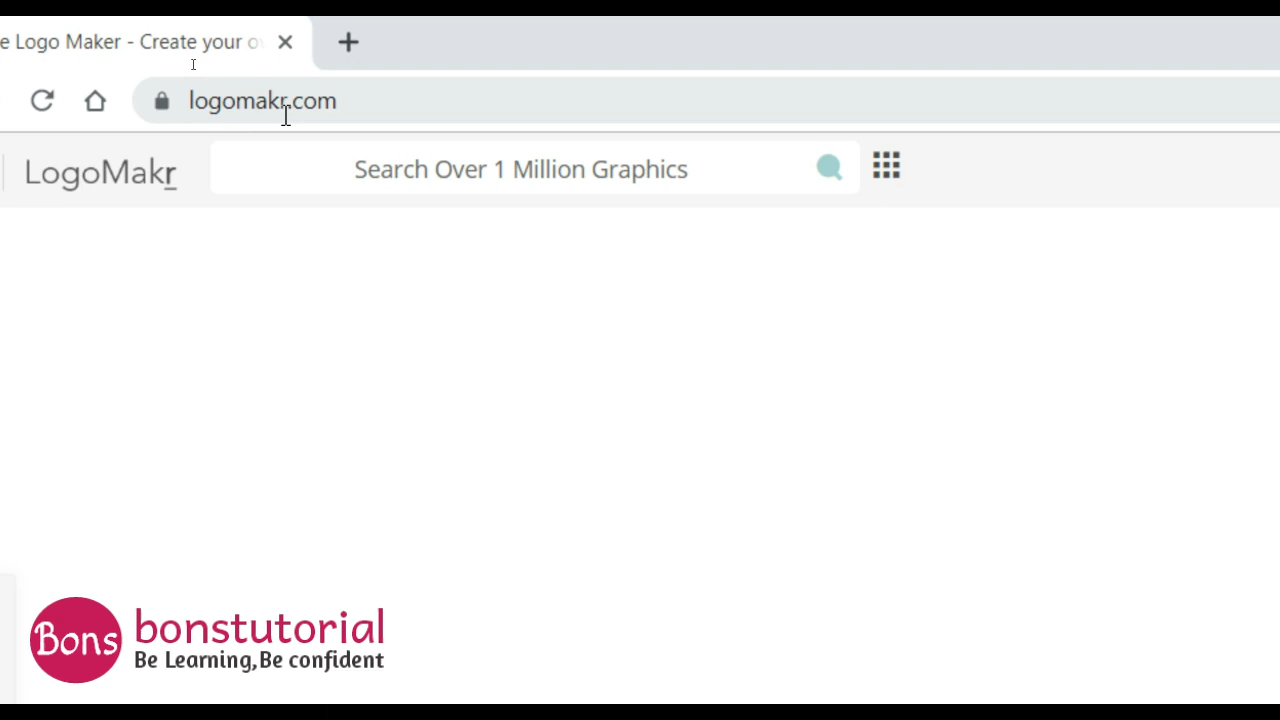 e Logo Maker - Create your o
logomakr.com
LogoMakr
Search Over 1 Million Graphics
Bons
bonstutorial
Be Learning,Be confident